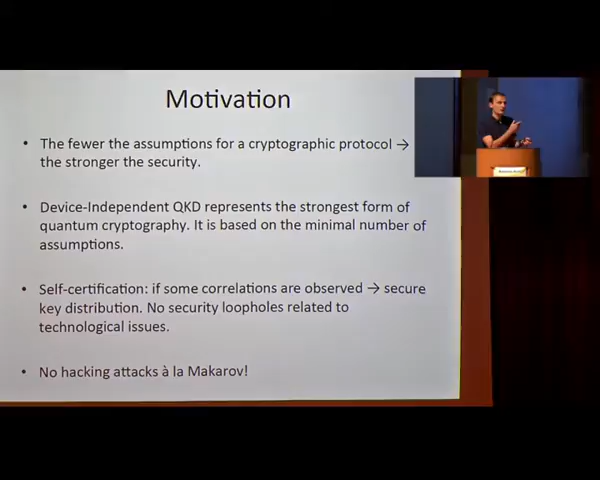 Motivation
• The fewer the assumptions for a cryptographic protocol →
the stronger the security.
• Device-Independent QKD represents the strongest form of
quantum cryptography. It is based on the minimal number of
assumptions.
• Self-certification: if some correlations are observed → secure
key distribution. No security loopholes related to
technological issues.
• No hacking attacks à la Makarov!